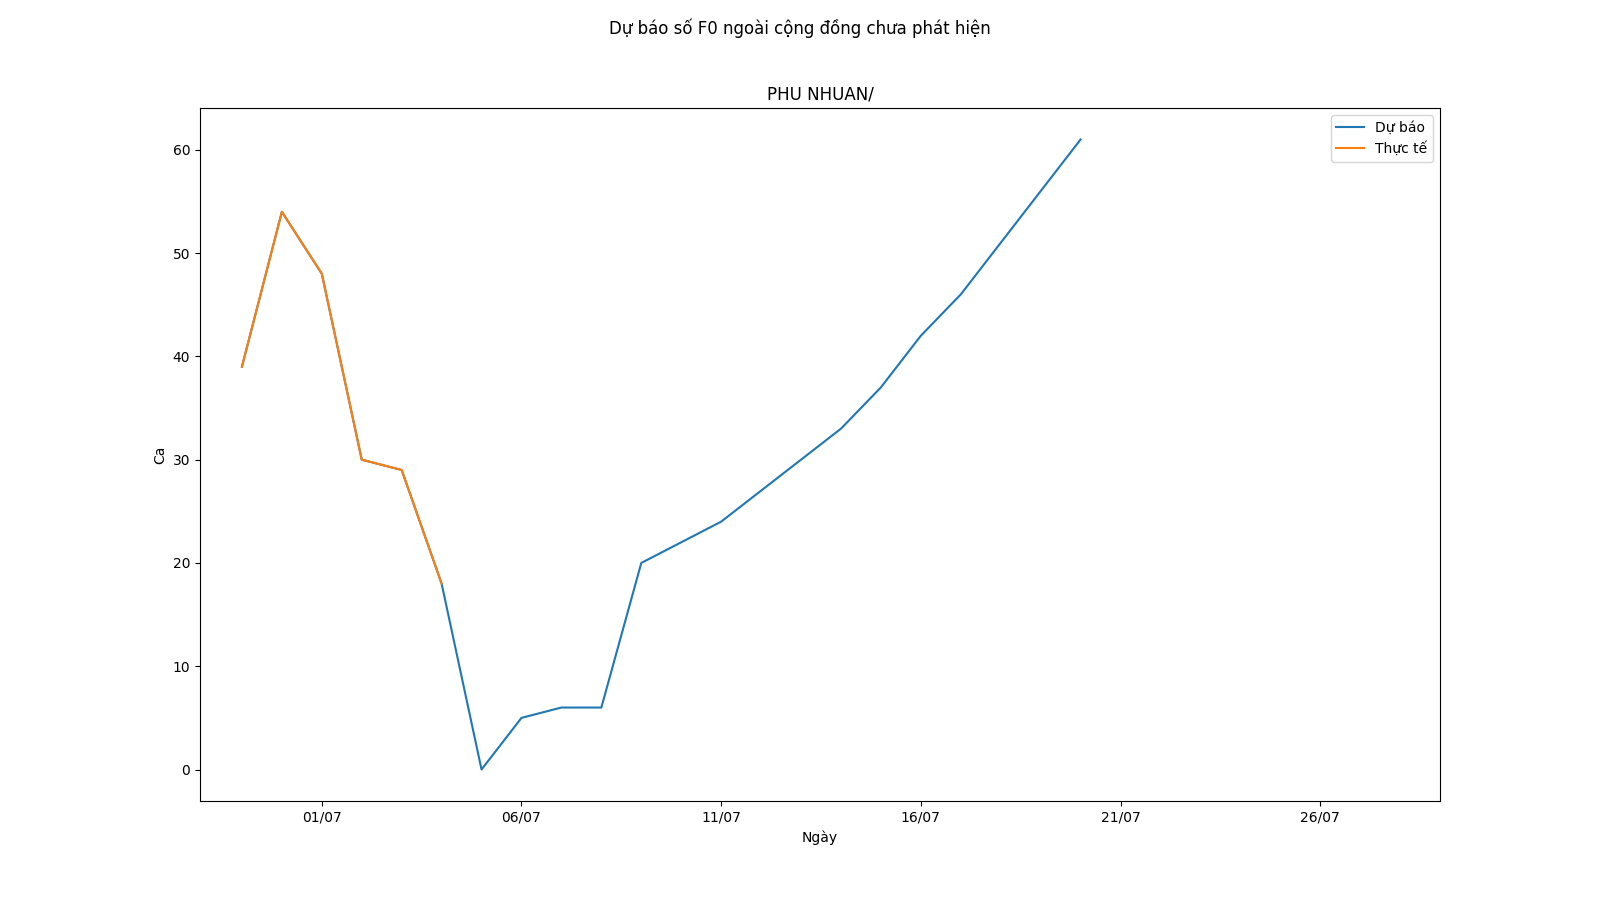 Dự báo số F0 ngoài cộng đồng chưa phát hiện
PHU NHUAN/
Dự báo
Thực tế
60
50
40
30
20
10
0
Ca
01/07
06/07
11/07
16/07
21/07
26/07
Ngày